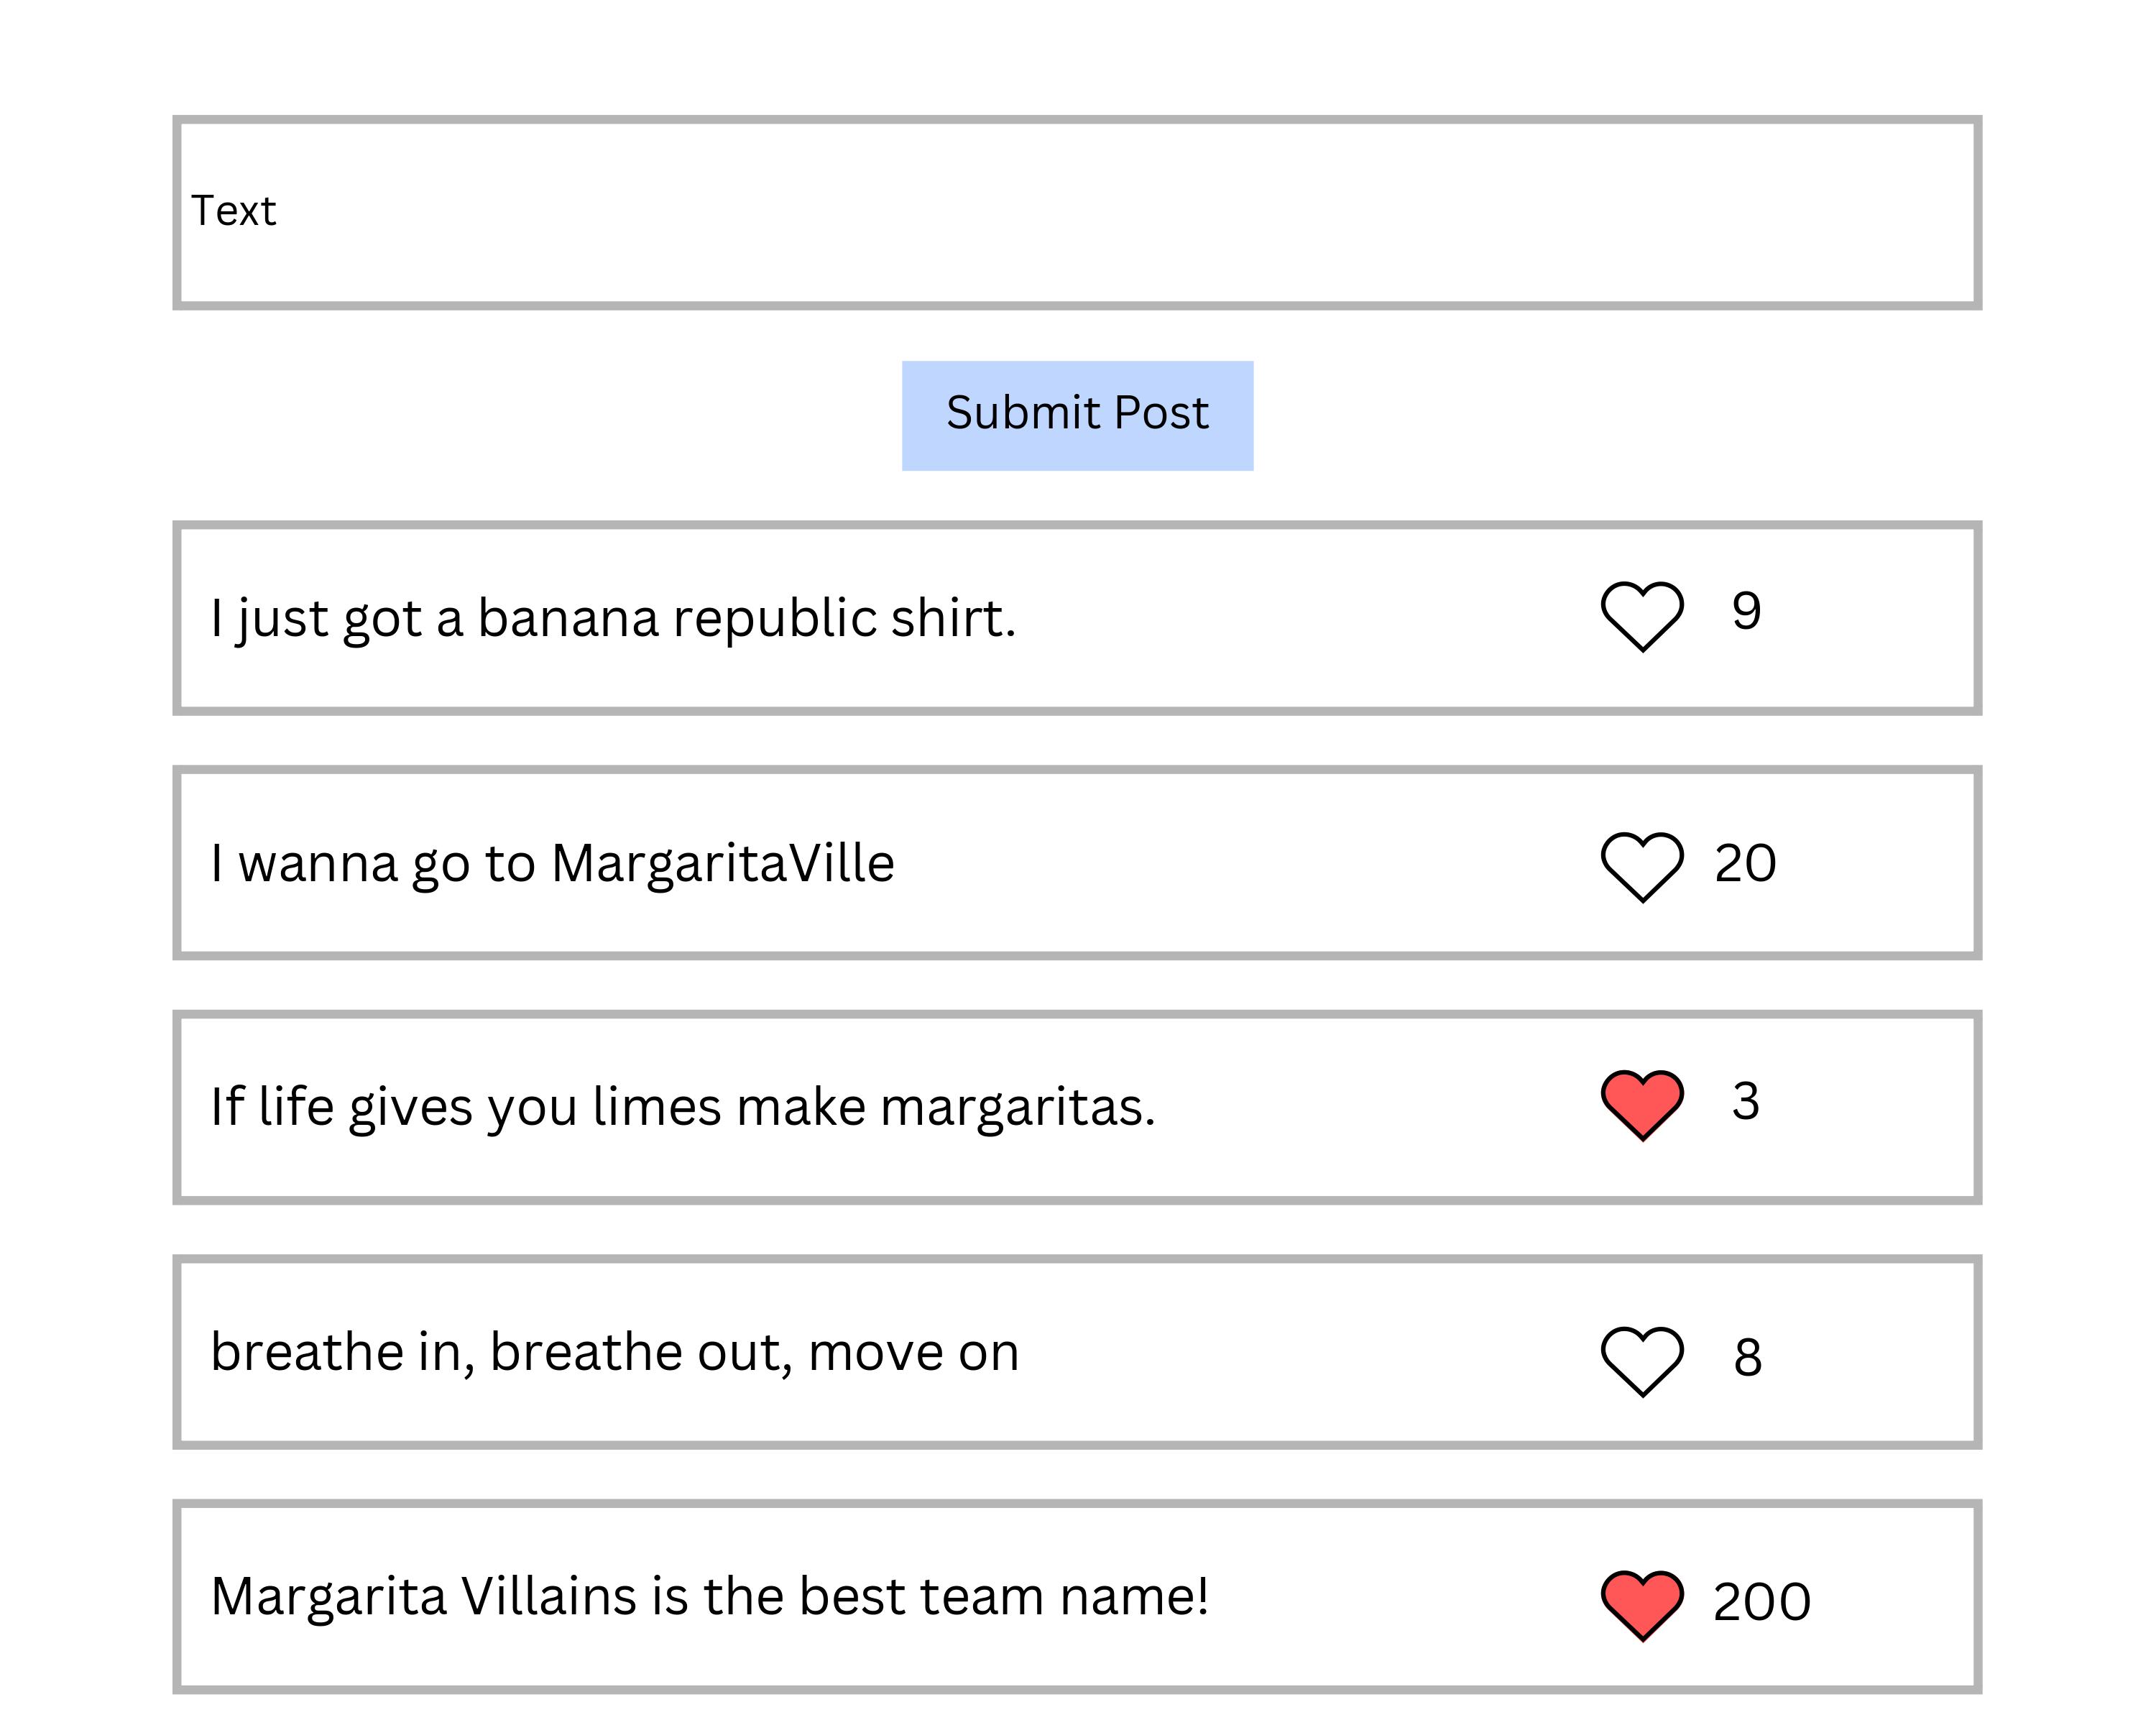 Text
Submit Post
I just got a banana republic shirt. 9
I wanna go to MargaritaVille 20
If life gives you limes make margaritas. 3
breathe in, breathe out, move on 8
Margarita Villains is the best team name! 200